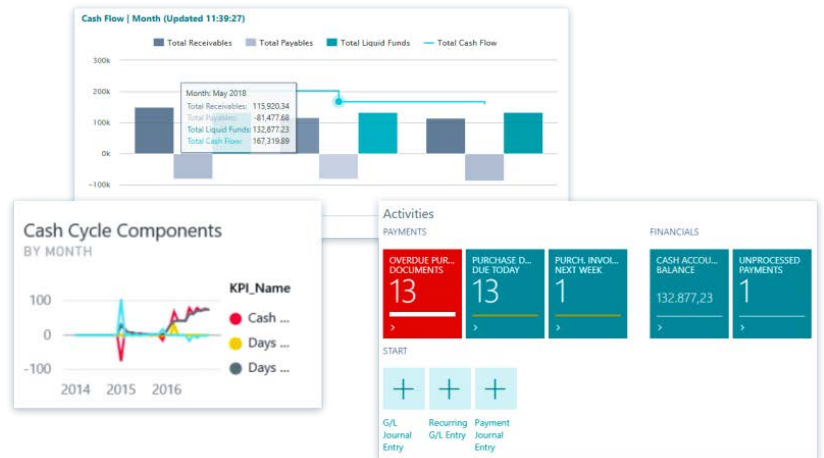 Cash Flow | Month (Updated 11:39:27)
Total Receivables Total Payables Total Liquid Funds Total Cash Flow
300k
200k
100k
0k
-100k
Month: May 2018
Total Receivables: 115,920.34
Total Payables: -81,477.68
Total Liquid Funds: 132,877.23
Total Cash Flow: 167,319.89
Cash Cycle Components
BY MONTH
100
0
-100
2014 2015 2016
KPI_Name
Cash ...
Days ...
Days ...
Activities
PAYMENTS
OVERDUE PUR...
DOCUMENTS
13
>
PURCHASE D...
DUE TODAY
13
>
PURCH. INVOI...
NEXT WEEK
1
>
FINANCIALS
CASH ACCOU...
BALANCE
132.877,23
>
UNPROCESSED
PAYMENTS
1
>
START
G/L
Journal
Entry
Recurring
G/L Entry
Payment
Journal
Entry